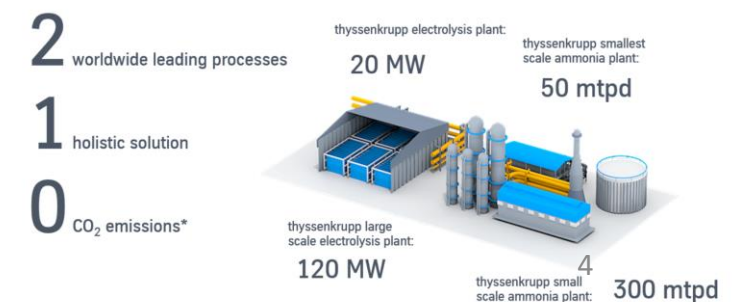 2 worldwide leading processes
1 holistic solution
0 CO₂ emissions*
thyssenkrupp electrolysis plant:
20 MW
thyssenkrupp smallest
scale ammonia plant:
50 mtpd
thyssenkrupp large
scale electrolysis plant:
120 MW
4
thyssenkrupp small
scale ammonia plant:
300 mtpd